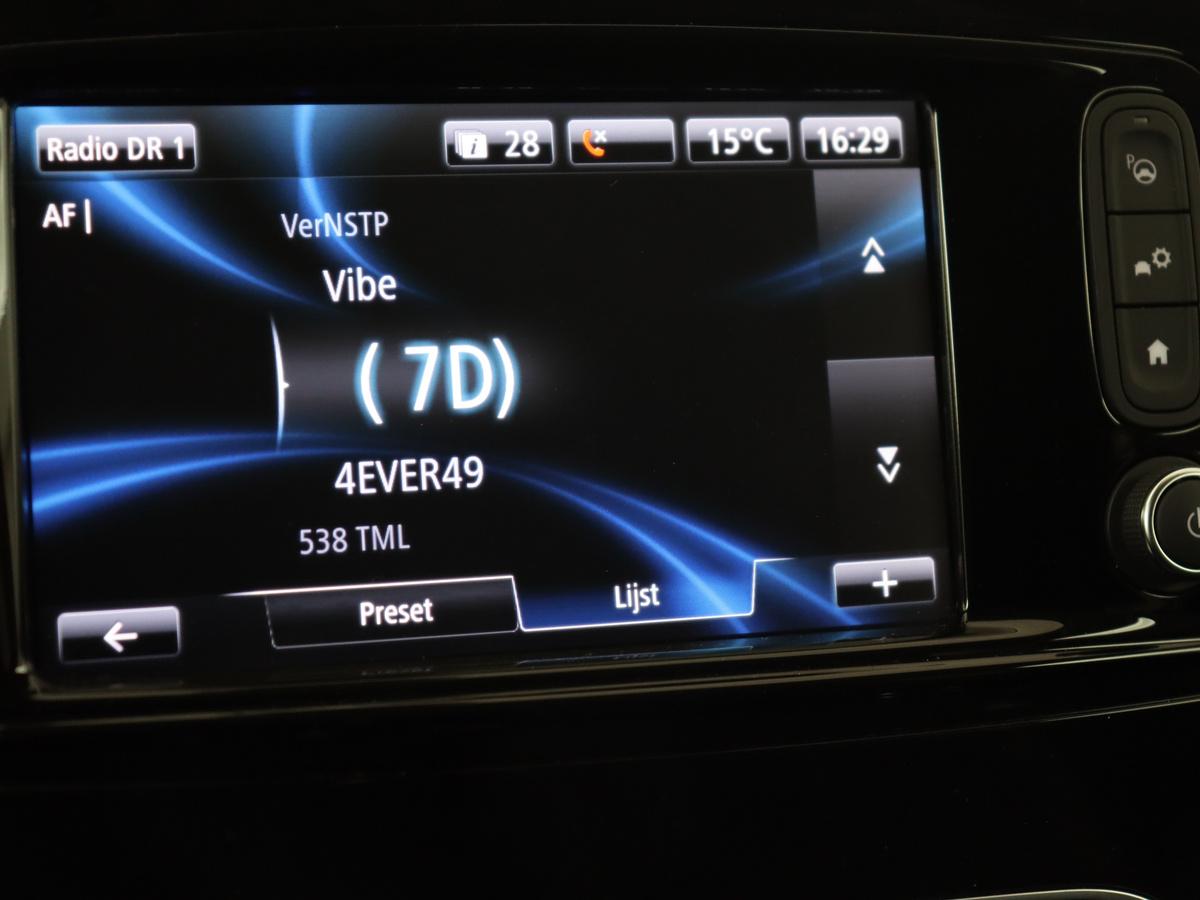 Radio DR 1
28
15°C
16:29
AF
VerNSTP
Vibe
( 7D)
4EVER49
538 TML
Preset
Lijst
P